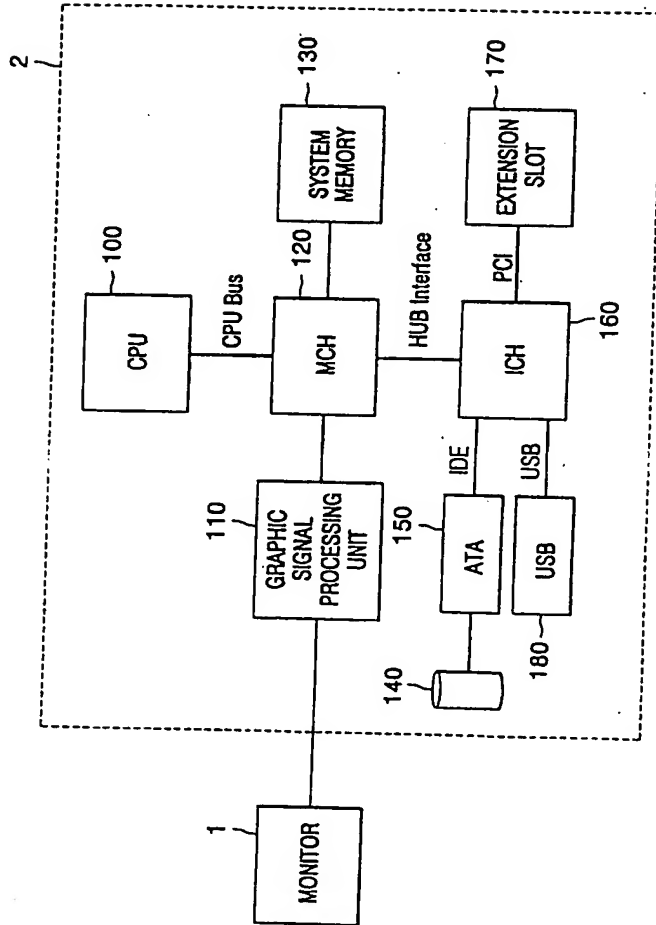 2
100
CPU
CPU Bus
130
SYSTEM
MEMORY
120
MCH
110
GRAPHIC
SIGNAL
PROCESSING
UNIT
1
MONITOR
HUB Interface
170
EXTENSION
SLOT
PCI
160
ICH
IDE
USB
150
ATA
USB
180
140